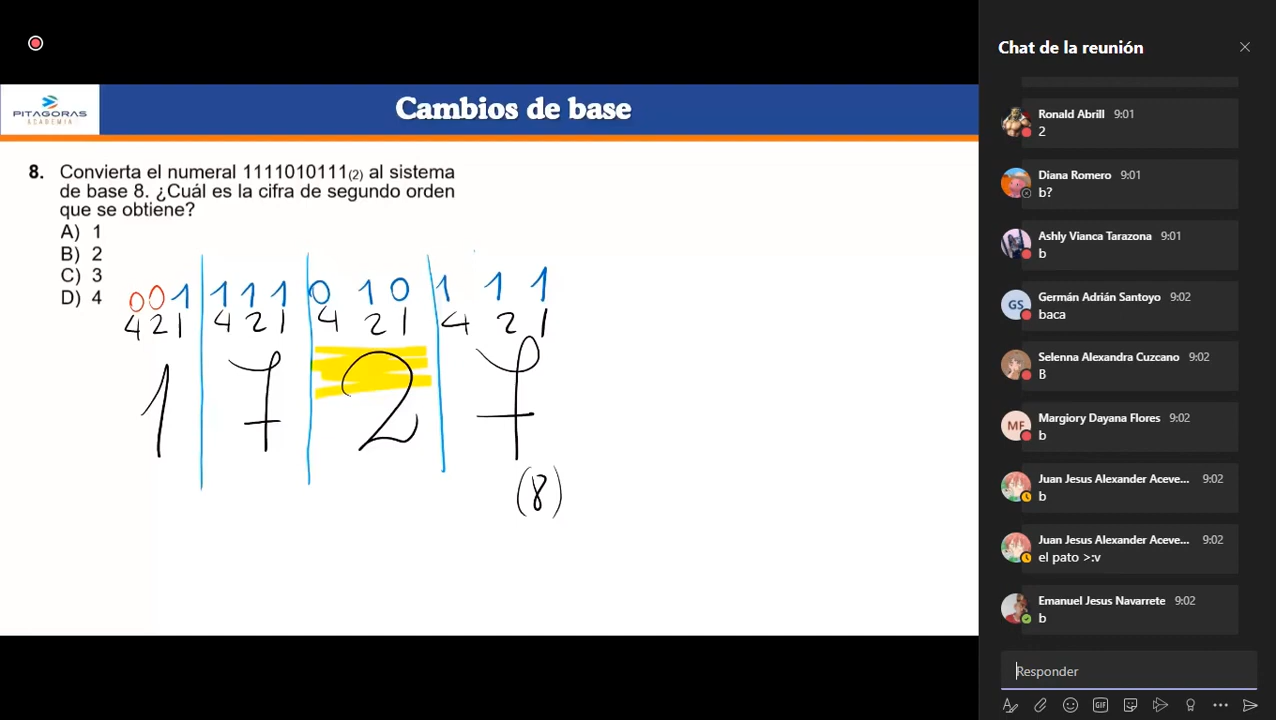 Cambios de base
PITAGORAS
ACADEMIA
8. Convierta el numeral 1111010111(2) al sistema
de base 8. ¿Cuál es la cifra de segundo orden
que se obtiene?
A) 1
B) 2
C) 3
D) 4
0 0 1 1 1 1 0 1 0 1 1 1
4 2 1 4 2 1 4 2 1 4 2 1
1 7 2 7
(8)
Chat de la reunión
Ronald Abrill 9:01
2
Diana Romero 9:01
b?
Ashly Vianca Tarazona 9:01
b
Germán Adrián Santoyo 9:02
GS
baca
Selenna Alexandra Cuzcano 9:02
B
Margiory Dayana Flores 9:02
MF
b
Juan Jesus Alexander Aceve... 9:02
b
Juan Jesus Alexander Aceve... 9:02
el pato >:v
Emanuel Jesus Navarrete 9:02
b
Responder
GIF